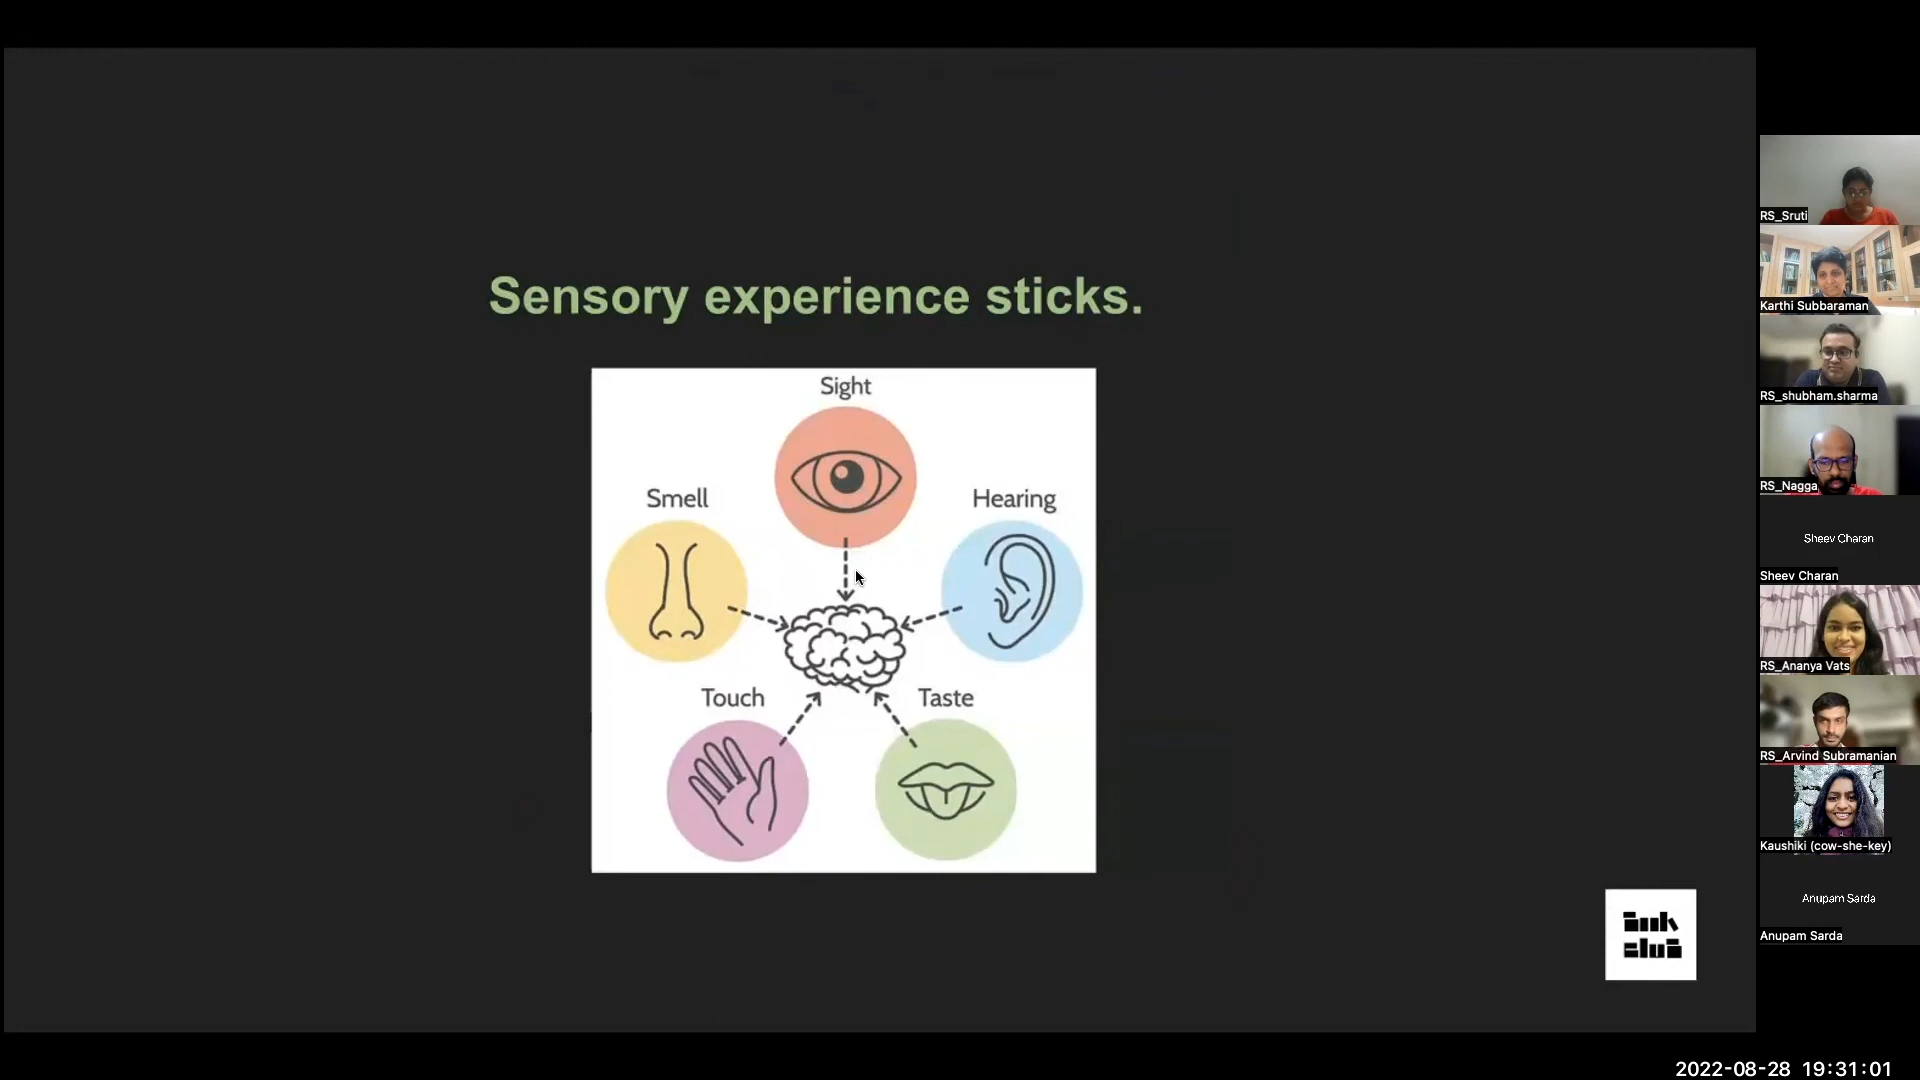 Sensory experience sticks.
Sight
Smell
Hearing
Touch
Taste
RS_Sruti
Karthi Subbaraman
RS_shubham.sharma
RS_Nagga
Sheev Charan
Sheev Charan
RS_Ananya Vats
RS_Arvind Subramanian
Kaushiki (cow-she-key)
Anupam Sarda
Anupam Sarda
2022-08-28 19:31:01